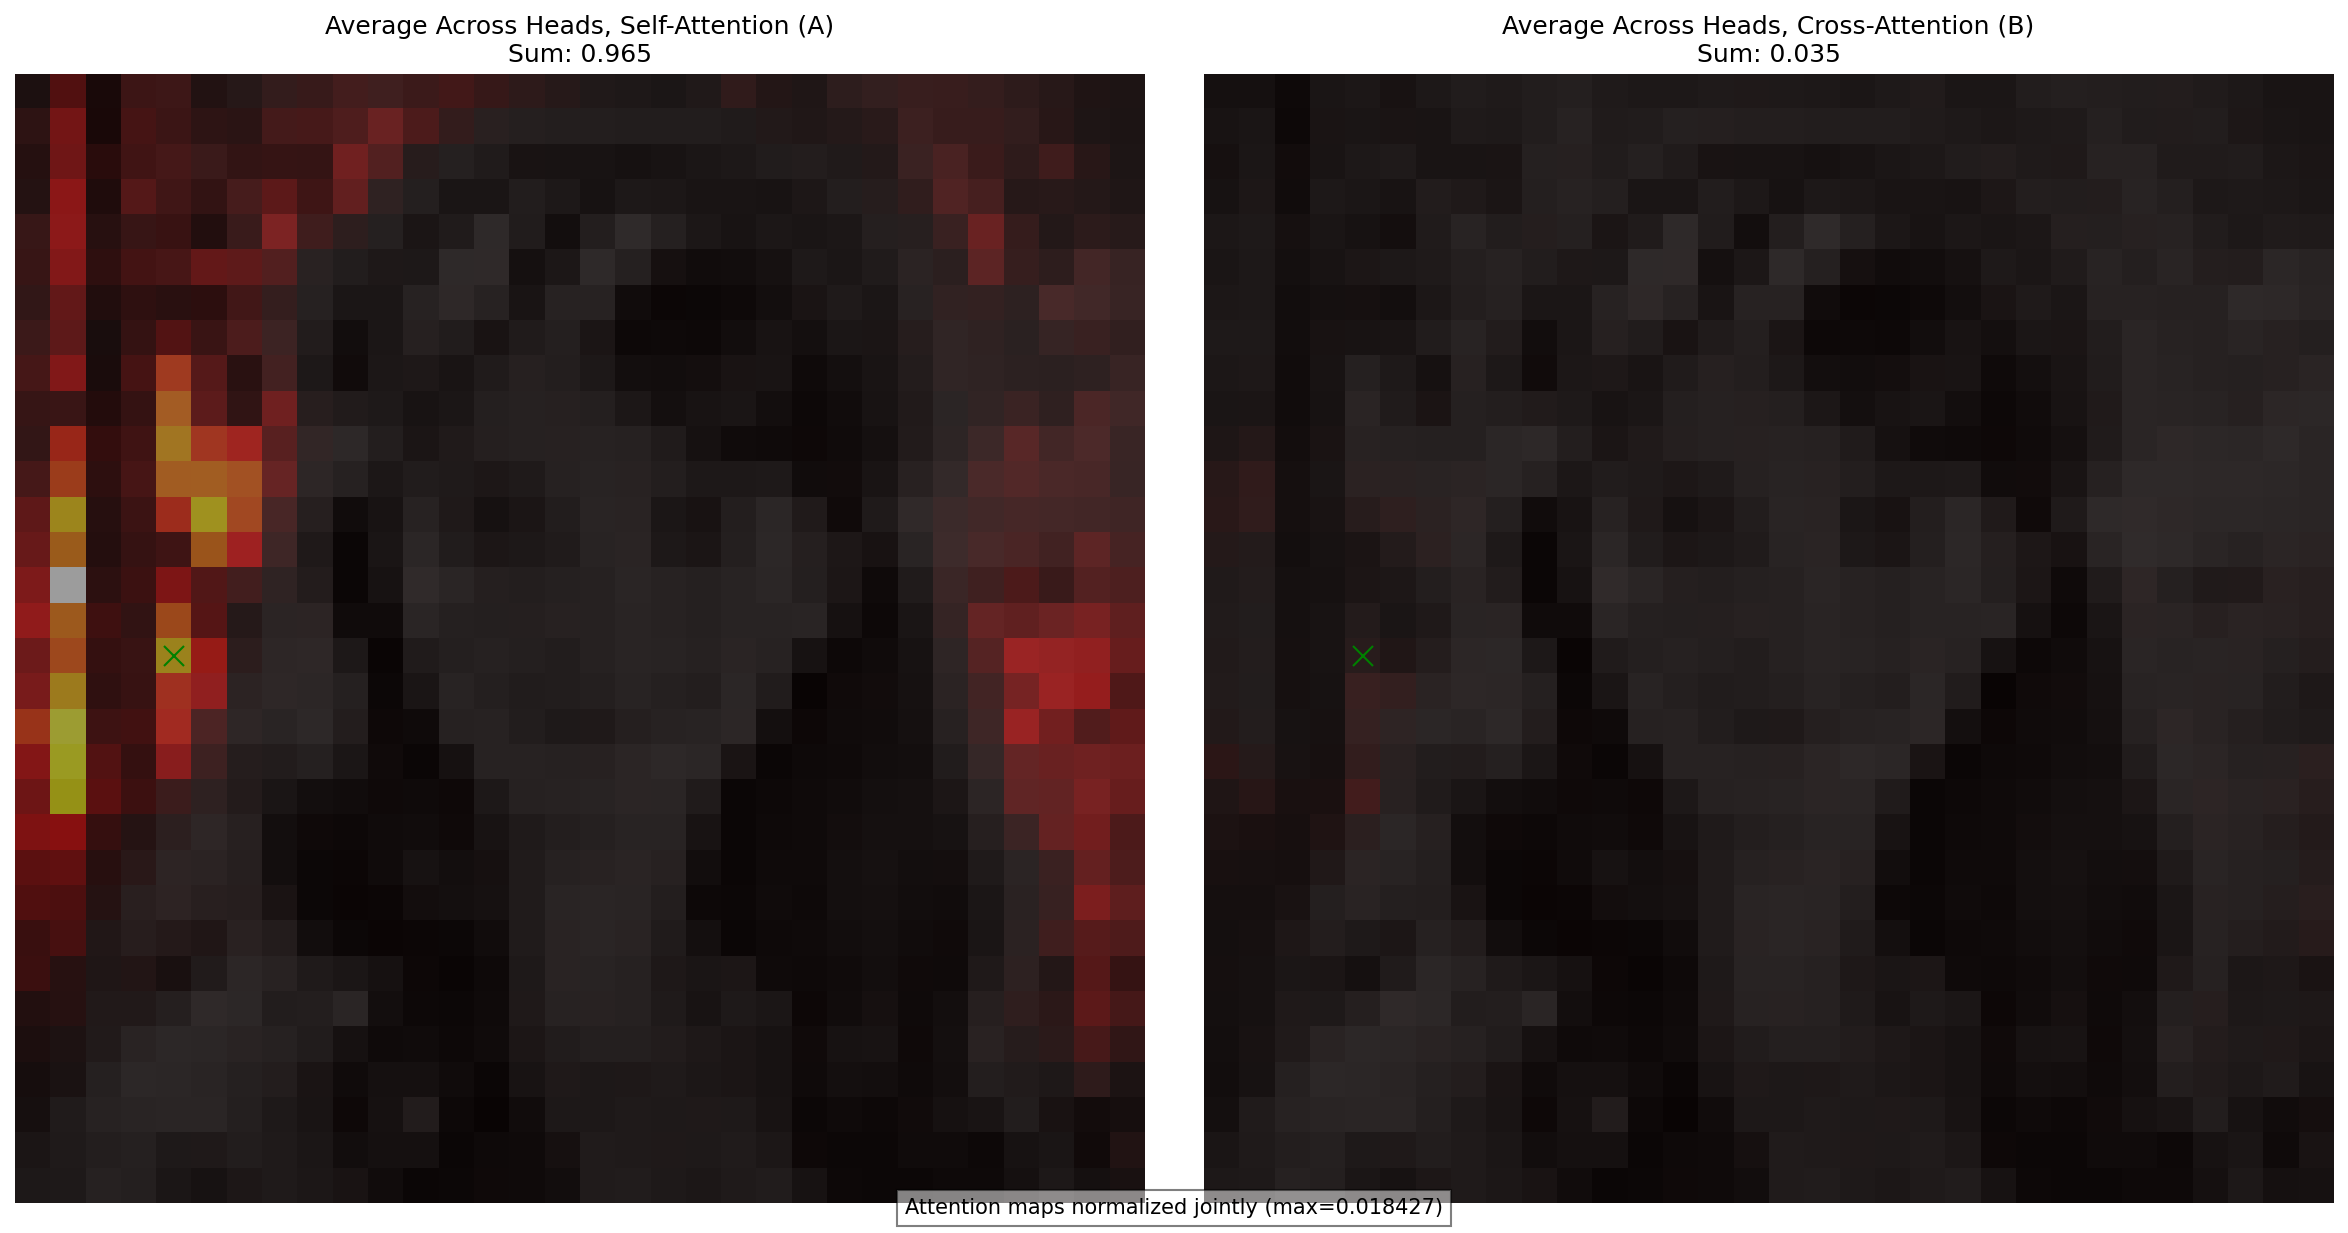 Average Across Heads, Self-Attention (A)
Sum: 0.965
Average Across Heads, Cross-Attention (B)
Sum: 0.035
Attention maps normalized jointly (max=0.018427)